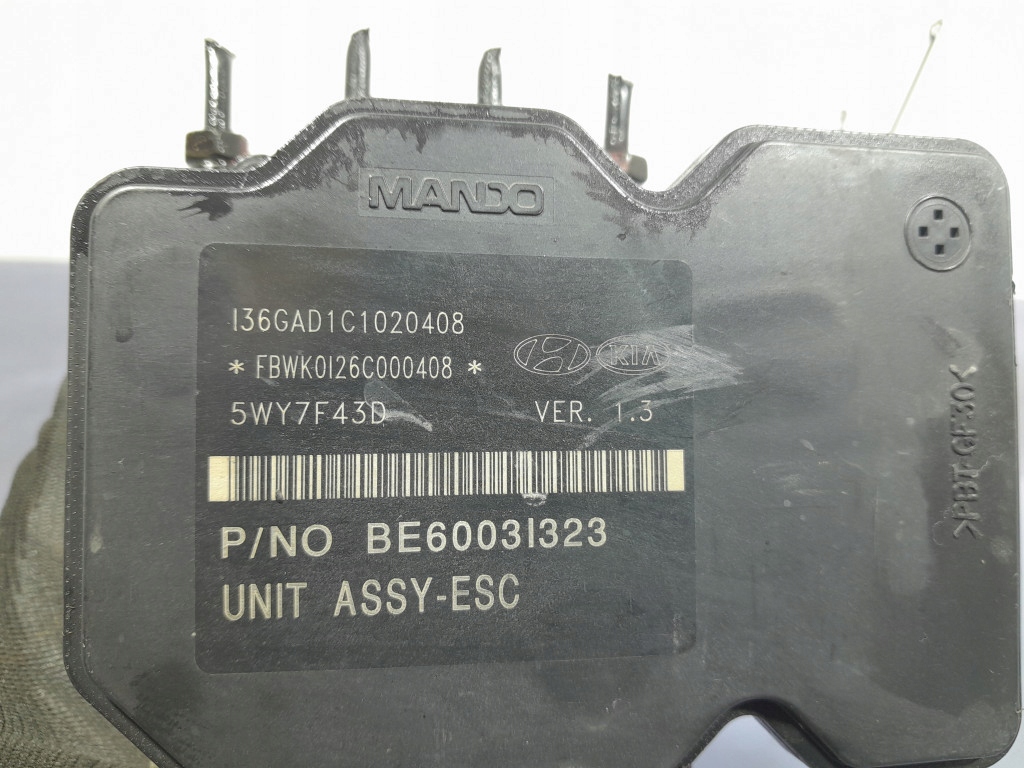 MANDO
I36GAD1C1020408
* FBWK0I26C000408 *
KIA
5WY7F43D VER. 1.3
P/NO BE6003I323
UNIT ASSY-ESC
>PBT-GF30<